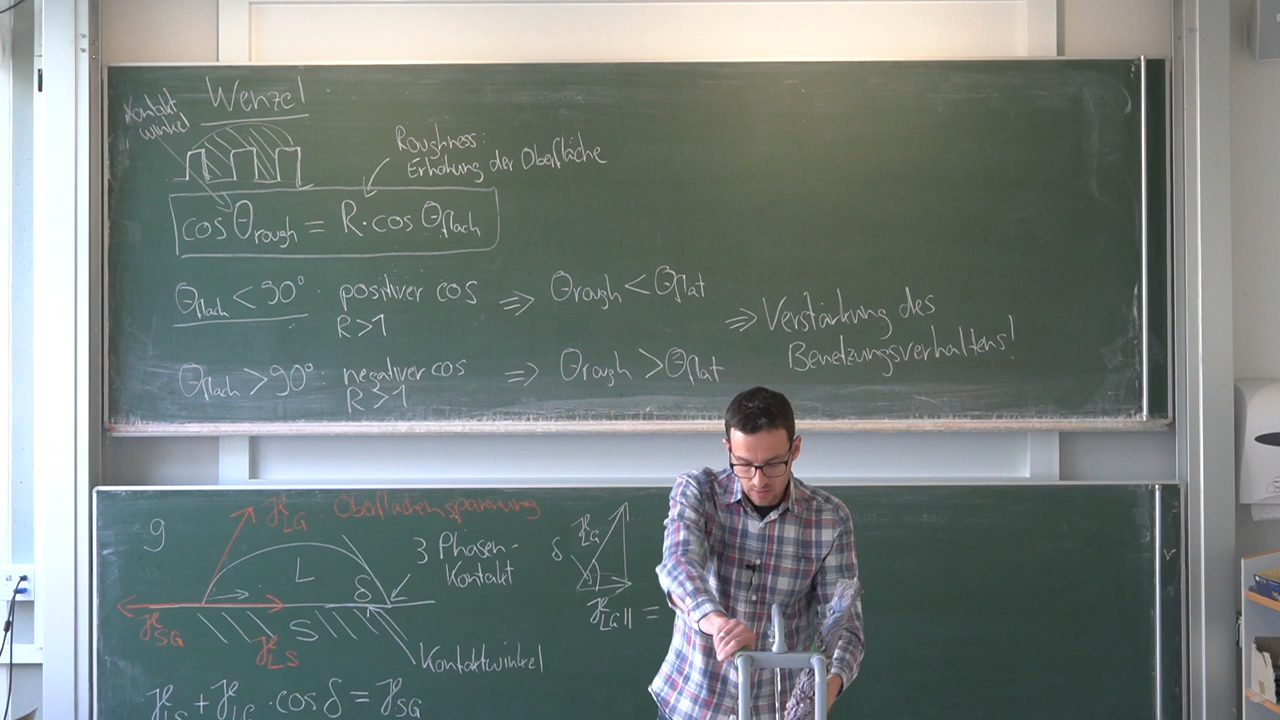 Wenzel
Kontakt
winkel
Roughness:
Erhöhung der Oberfläche
cos Θrough = R · cos Θflach
Θflach < 90° positiver cos ⇒ Θrough < Θflat
R > 1
⇒ Verstärkung des
Benetzungsverhaltens!
Θflach > 90° negativer cos ⇒ Θrough > Θflat
R > 1
g
γLG Oberflächenspannung
3 Phasen-
Kontakt
L
δ
γSG
γLS
S
Kontaktwinkel
γLS + γLG · cos δ = γSG
γLG
δ
γLG|| =